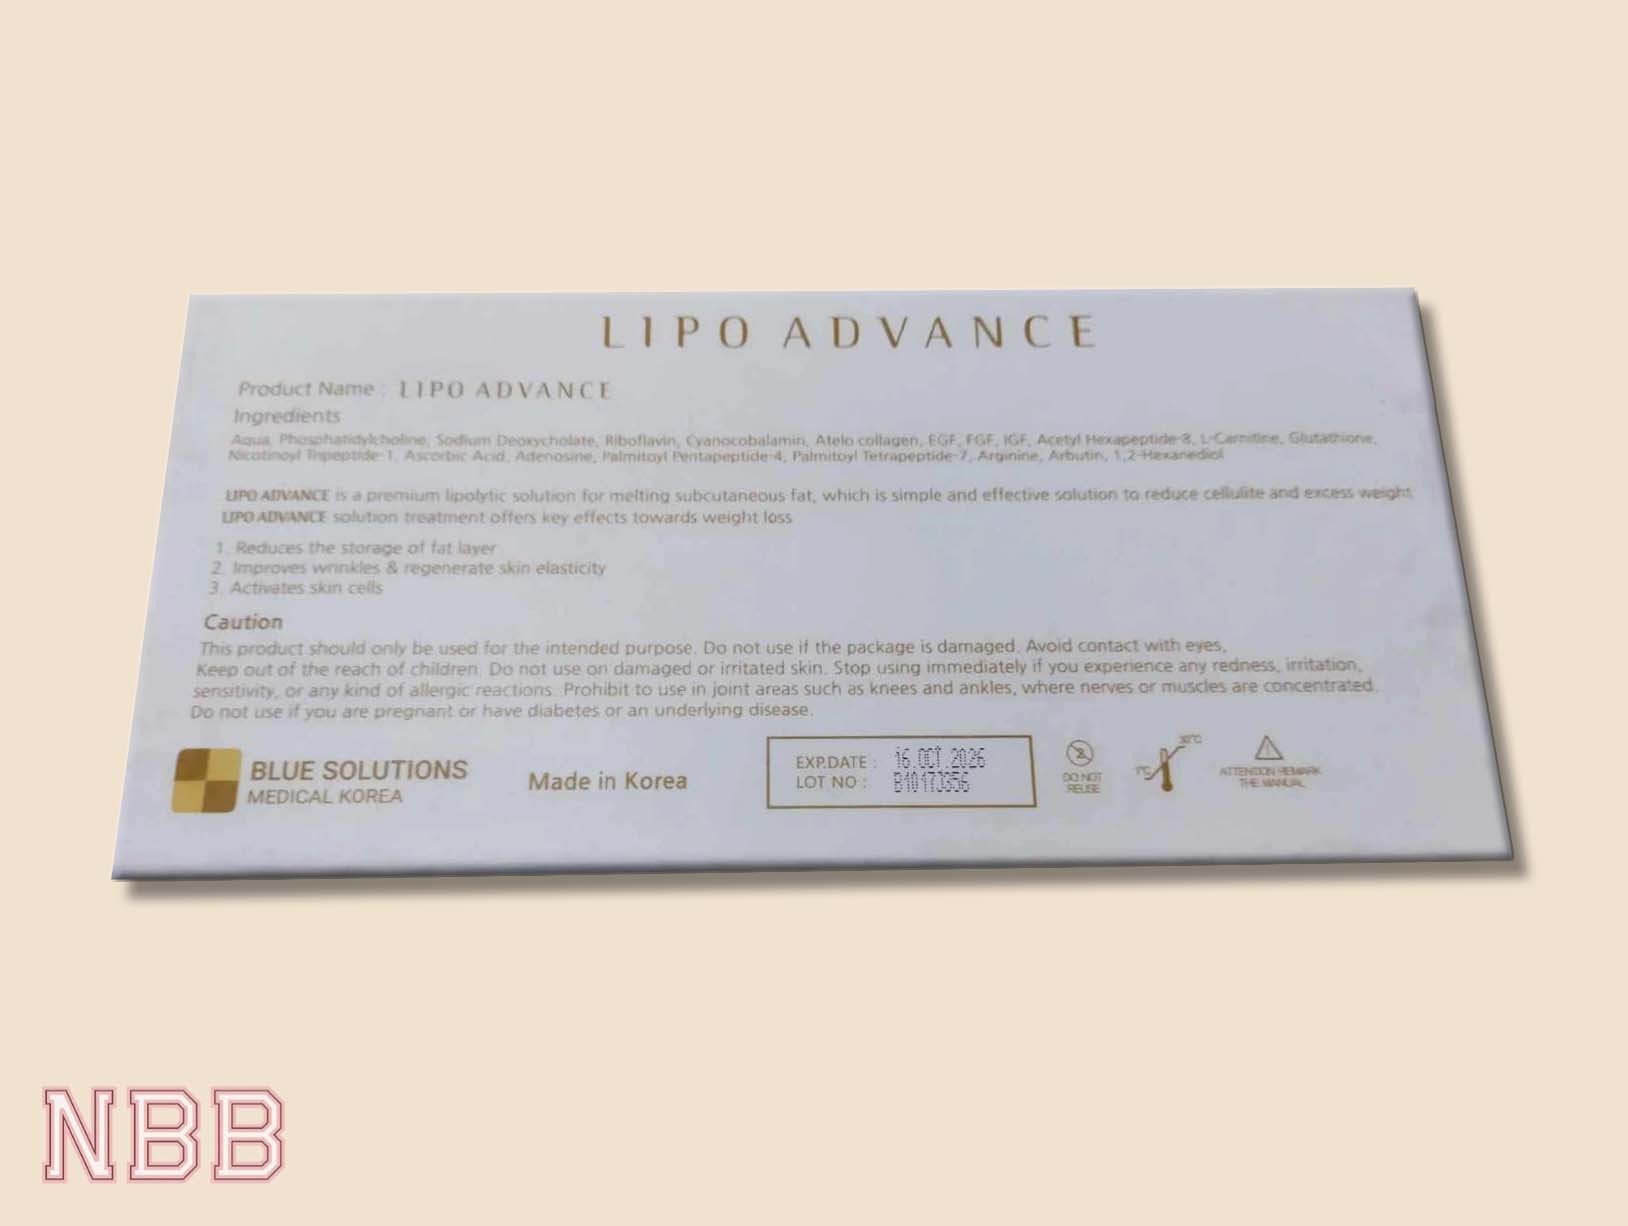 LIPO ADVANCE
Product Name : LIPO ADVANCE
Ingredients
Aqua, Phosphatidylcholine, Sodium Deoxycholate, Riboflavin, Cyanocobalamin, Atelo collagen, EGF, FGF, IGF, Acetyl Hexapeptide-8, L-Carnitine, Glutathione,
Nicotinoyl Tripeptide-1, Ascorbic Acid, Adenosine, Palmitoyl Pentapeptide-4, Palmitoyl Tetrapeptide-7, Arginine, Arbutin, 1,2-Hexanediol
LIPO ADVANCE is a premium lipolytic solution for melting subcutaneous fat, which is simple and effective solution to reduce cellulite and excess weight
LIPO ADVANCE solution treatment offers key effects towards weight loss
1. Reduces the storage of fat layer
2. Improves wrinkles & regenerate skin elasticity
3. Activates skin cells
Caution
This product should only be used for the intended purpose. Do not use if the package is damaged. Avoid contact with eyes,
Keep out of the reach of children. Do not use on damaged or irritated skin. Stop using immediately if you experience any redness, irritation,
sensitivity, or any kind of allergic reactions. Prohibit to use in joint areas such as knees and ankles, where nerves or muscles are concentrated.
Do not use if you are pregnant or have diabetes or an underlying disease.
BLUE SOLUTIONS
MEDICAL KOREA
Made in Korea
EXP.DATE : 16.OCT.2026
LOT NO : B1017J356
2
DO NOT
REUSE
1°C
30°C
ATTENTION REMARK
THE MANUAL
NBB